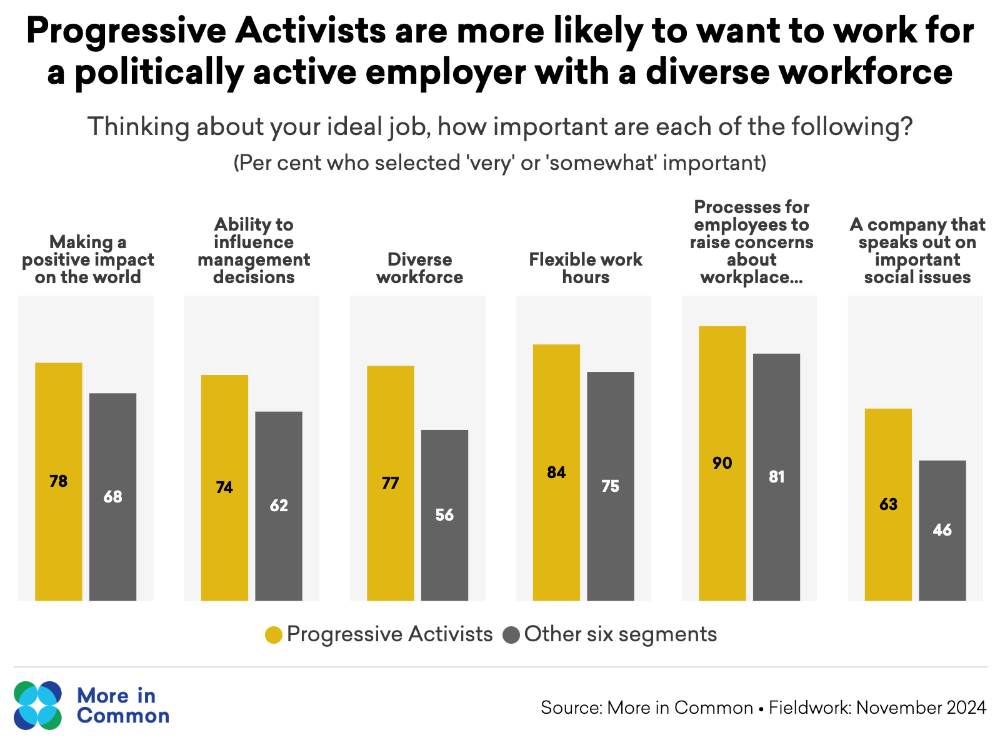 Progressive Activists are more likely to want to work for
a politically active employer with a diverse workforce
Thinking about your ideal job, how important are each of the following?
(Per cent who selected 'very' or 'somewhat' important)
Making a
positive impact
on the world
Ability to
influence
management
decisions
Diverse
workforce
Flexible work
hours
Processes for
employees to
raise concerns
about
workplace...
A company that
speaks out on
important
social issues
78
68
74
62
77
56
84
75
90
81
63
46
Progressive Activists
Other six segments
More in
Common
Source: More in Common • Fieldwork: November 2024